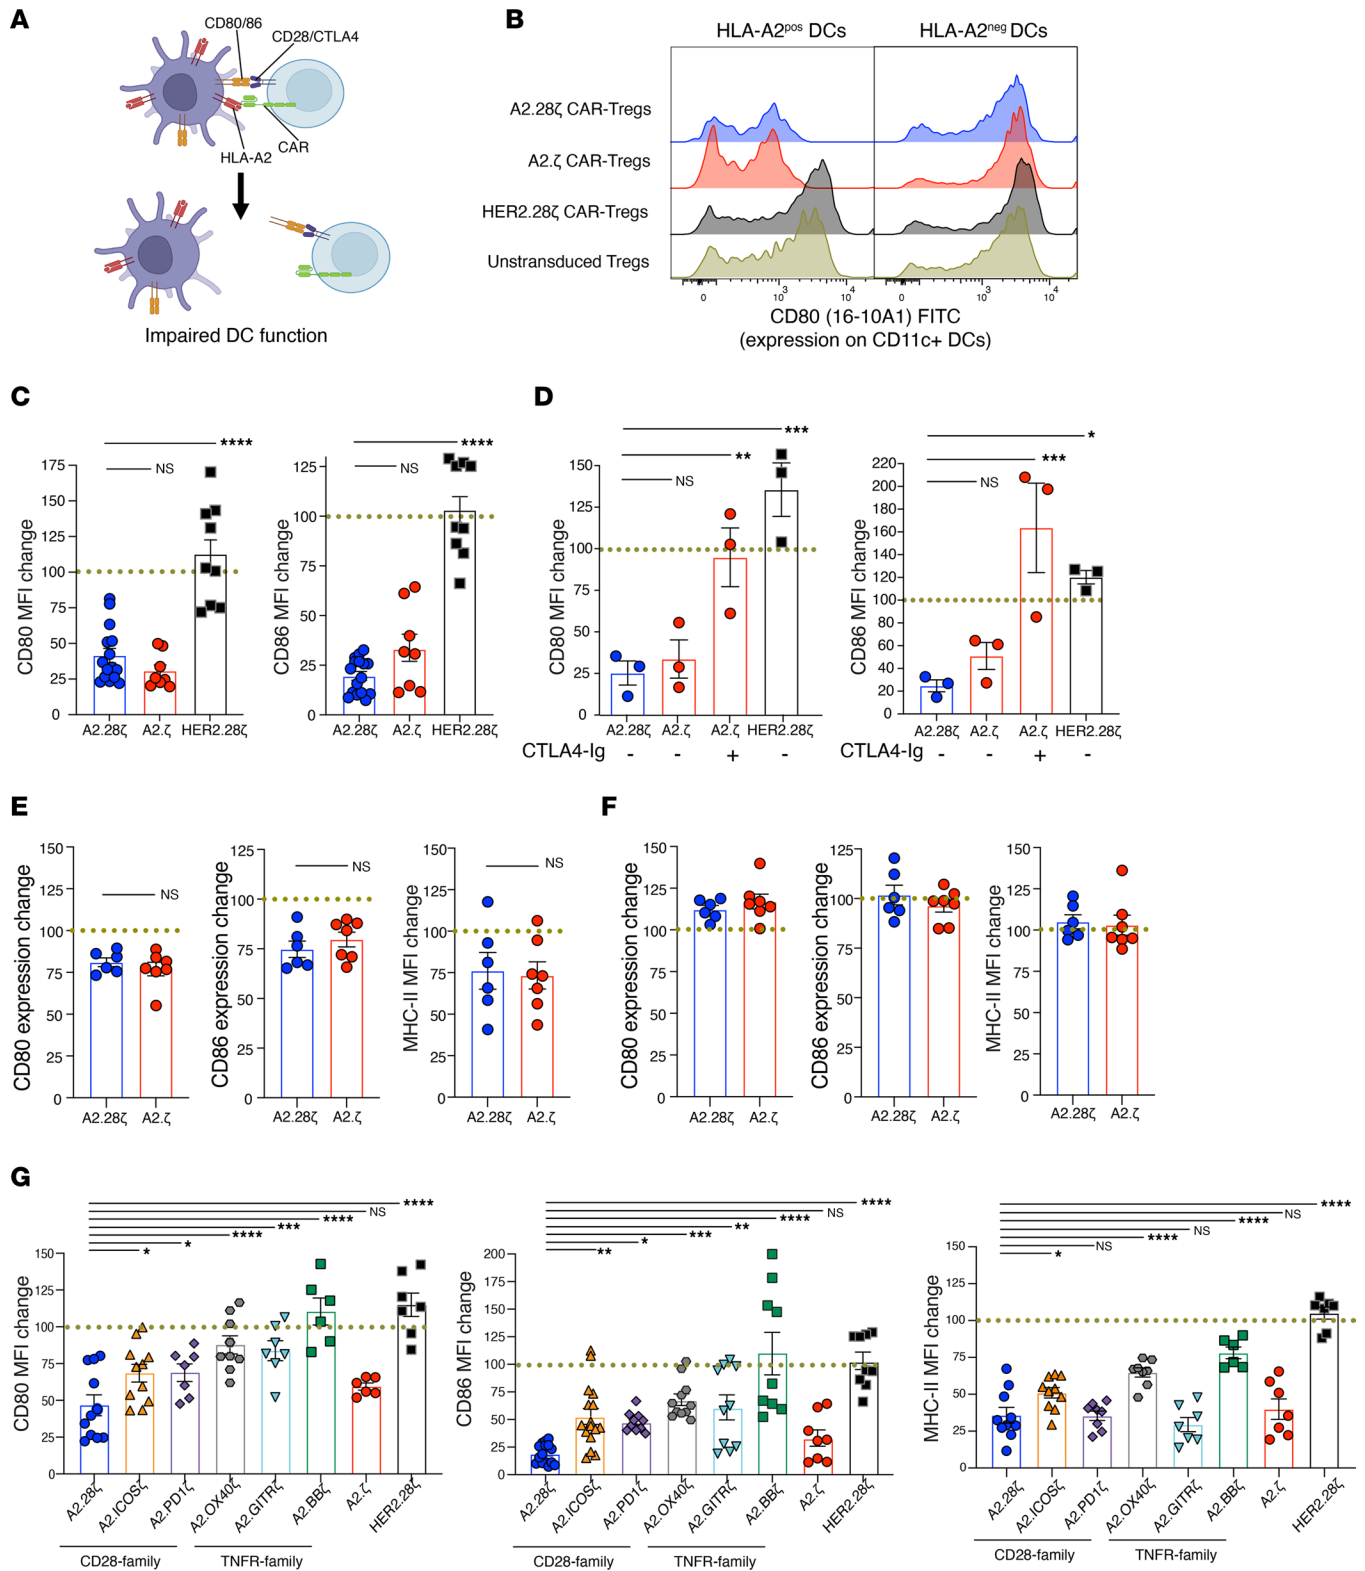 A
CD80/86
CD28/CTLA4
HLA-A2
CAR
Impaired DC function
B
HLA-A2pos DCs
HLA-A2neg DCs
A2.28ζ CAR-Tregs
A2.ζ CAR-Tregs
HER2.28ζ CAR-Tregs
Unstransduced Tregs
0 10^3 10^4
0 10^3 10^4
CD80 (16-10A1) FITC
(expression on CD11c+ DCs)
C
CD80 MFI change
175
150
125
100
75
50
25
0
****
NS
A2.28ζ A2.ζ HER2.28ζ
CD86 MFI change
125
100
75
50
25
0
****
NS
A2.28ζ A2.ζ HER2.28ζ
D
CD80 MFI change
150
125
100
75
50
25
0
***
**
NS
A2.28ζ A2.ζ A2.ζ HER2.28ζ
CTLA4-Ig - - + -
CD86 MFI change
220
200
180
160
140
120
100
80
60
40
20
0
*
***
NS
A2.28ζ A2.ζ A2.ζ HER2.28ζ
CTLA4-Ig - - + -
E
CD80 expression change
150
125
100
75
50
25
0
NS
A2.28ζ A2.ζ
CD86 expression change
125
100
75
50
25
0
NS
A2.28ζ A2.ζ
MHC-II MFI change
150
125
100
75
50
25
0
NS
A2.28ζ A2.ζ
F
CD80 expression change
150
125
100
75
50
25
0
A2.28ζ A2.ζ
CD86 expression change
125
100
75
50
25
0
A2.28ζ A2.ζ
MHC-II MFI change
150
125
100
75
50
25
0
A2.28ζ A2.ζ
G
CD80 MFI change
150
125
100
75
50
25
0
****
NS
****
***
****
*
*
A2.28ζ A2.ICOSζ A2.PD1ζ A2.OX40ζ A2.GITRζ A2.BBζ A2.ζ HER2.28ζ
CD28-family TNFR-family
CD86 MFI change
200
175
150
125
100
75
50
25
0
****
NS
****
**
***
*
**
A2.28ζ A2.ICOSζ A2.PD1ζ A2.OX40ζ A2.GITRζ A2.BBζ A2.ζ HER2.28ζ
CD28-family TNFR-family
MHC-II MFI change
150
125
100
75
50
25
0
****
NS
****
NS
****
NS
*
A2.28ζ A2.ICOSζ A2.PD1ζ A2.OX40ζ A2.GITRζ A2.BBζ A2.ζ HER2.28ζ
CD28-family TNFR-family